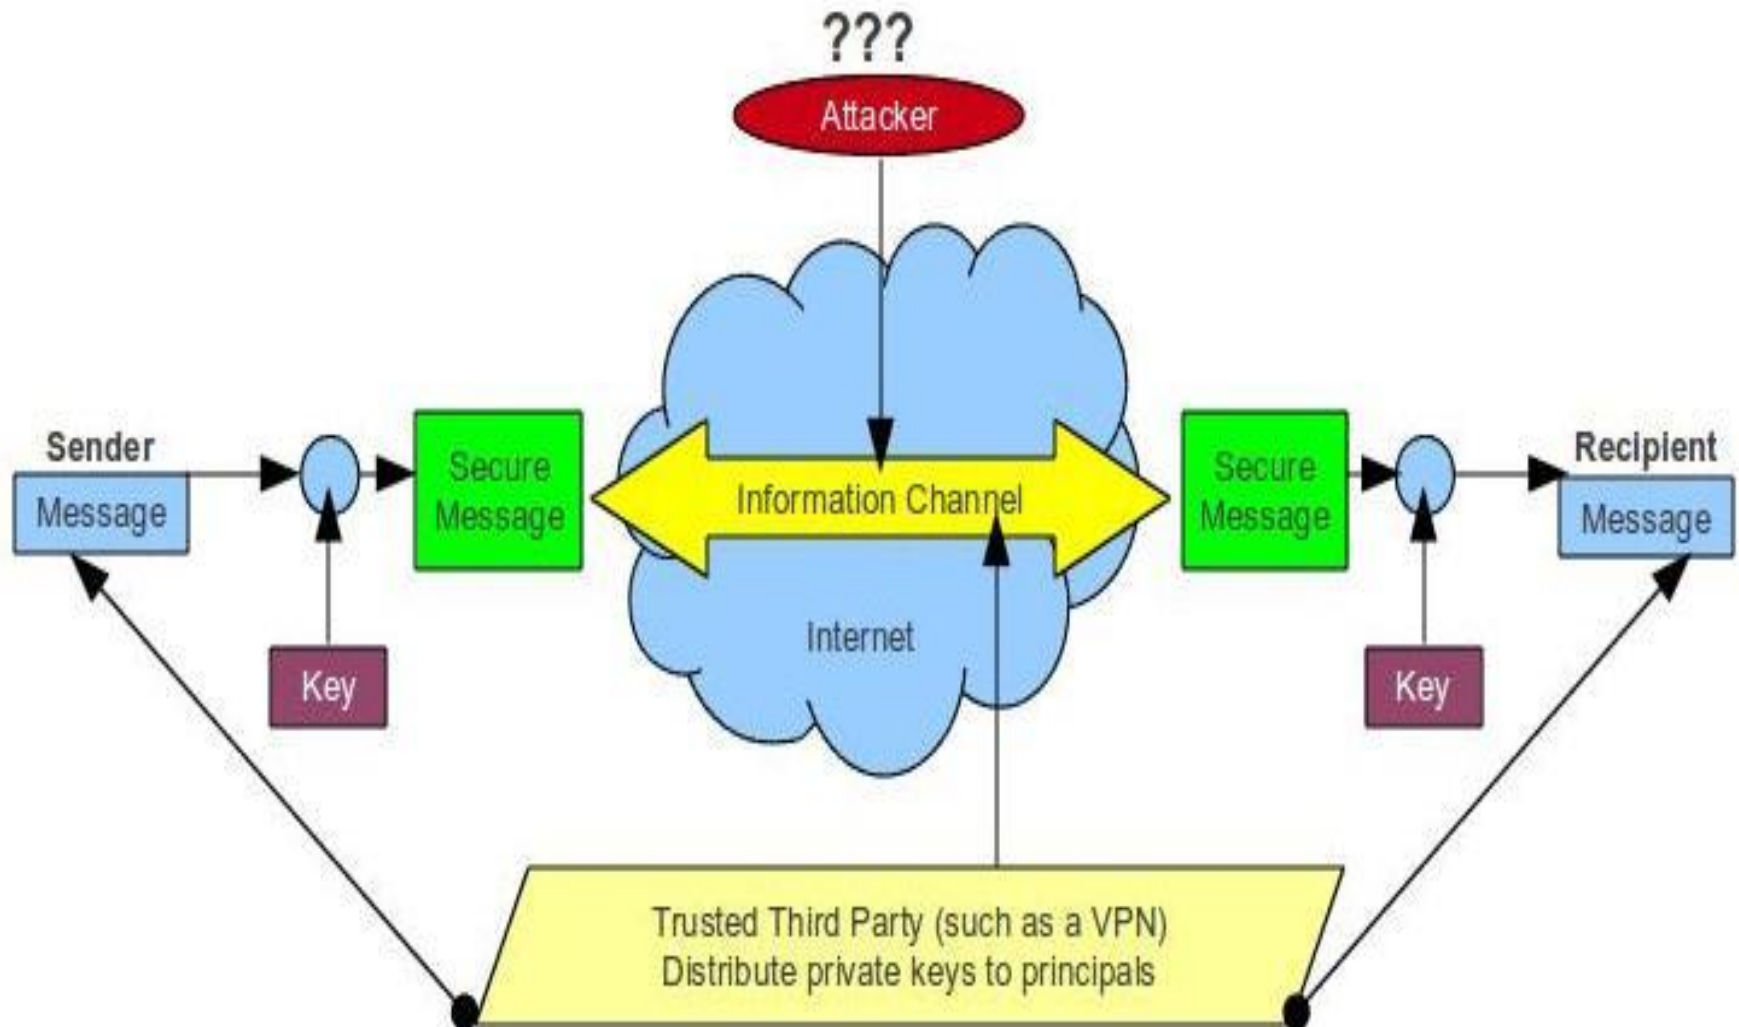 ???
Attacker
Sender
Message
Secure
Message
Information Channel
Secure
Message
Recipient
Message
Internet
Key
Key
Trusted Third Party (such as a VPN)
Distribute private keys to principals